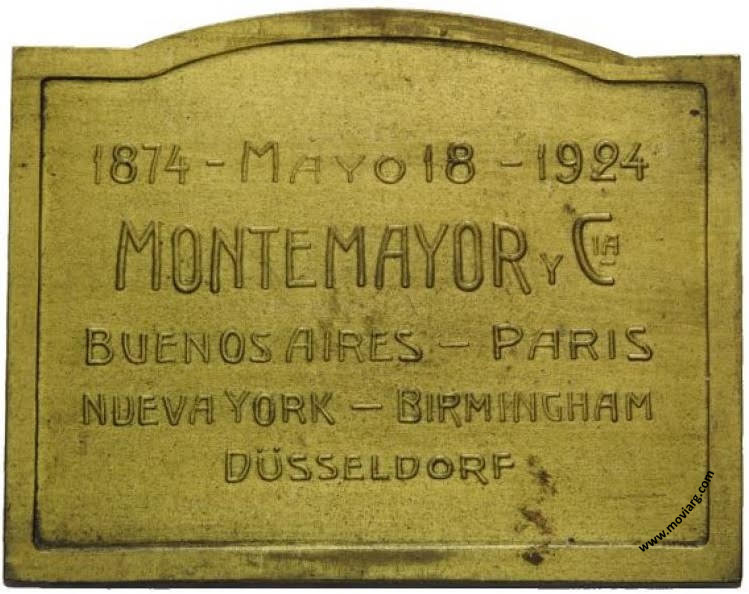 1874 - MAYO 18 - 1924
MONTEMAYOR Y CIA
BUENOS AIRES - PARIS
NUEVA YORK - BIRMINGHAM
DÜSSELDORF
www.moviarg.com